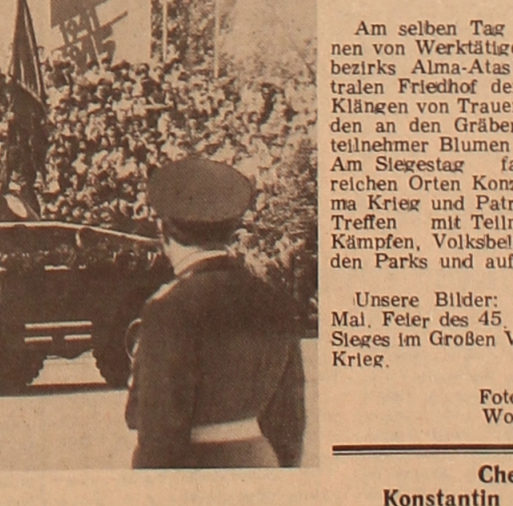 Am selben Tag
nen von Werktätige
bezirks Alma-Atas
tralen Friedhof de
Klängen von Traue
den an den Gräber
teilnehmer Blumen
Am Siegestag fa
reichen Orten Konz
ma Krieg und Patr
Treffen mit Teiln
Kämpfen, Volksbel
den Parks und auf
Unsere Bilder:
Mai. Feier des 45.
Sieges im Großen V
Krieg.
Fote
Wo
Che
Konstantin